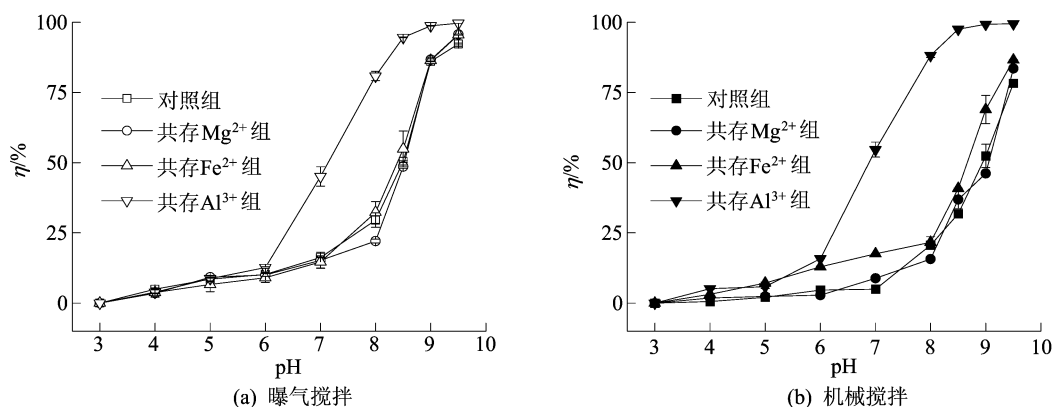 100
75
50
25
0
η/%
对照组
共存Mg²⁺组
共存Fe²⁺组
共存Al³⁺组
3 4 5 6 7 8 9 10
pH
(a) 曝气搅拌
100
75
50
25
0
η/%
对照组
共存Mg²⁺组
共存Fe²⁺组
共存Al³⁺组
3 4 5 6 7 8 9 10
pH
(b) 机械搅拌